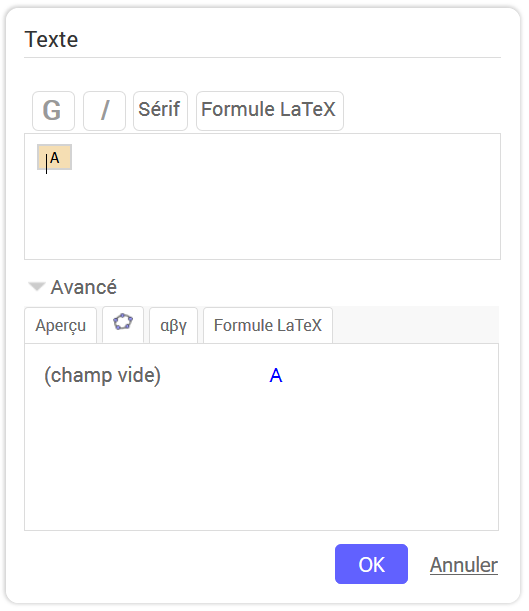 Texte
G I Sérif Formule LaTeX
A
Avancé
Aperçu αβγ Formule LaTeX
(champ vide) A
OK Annuler